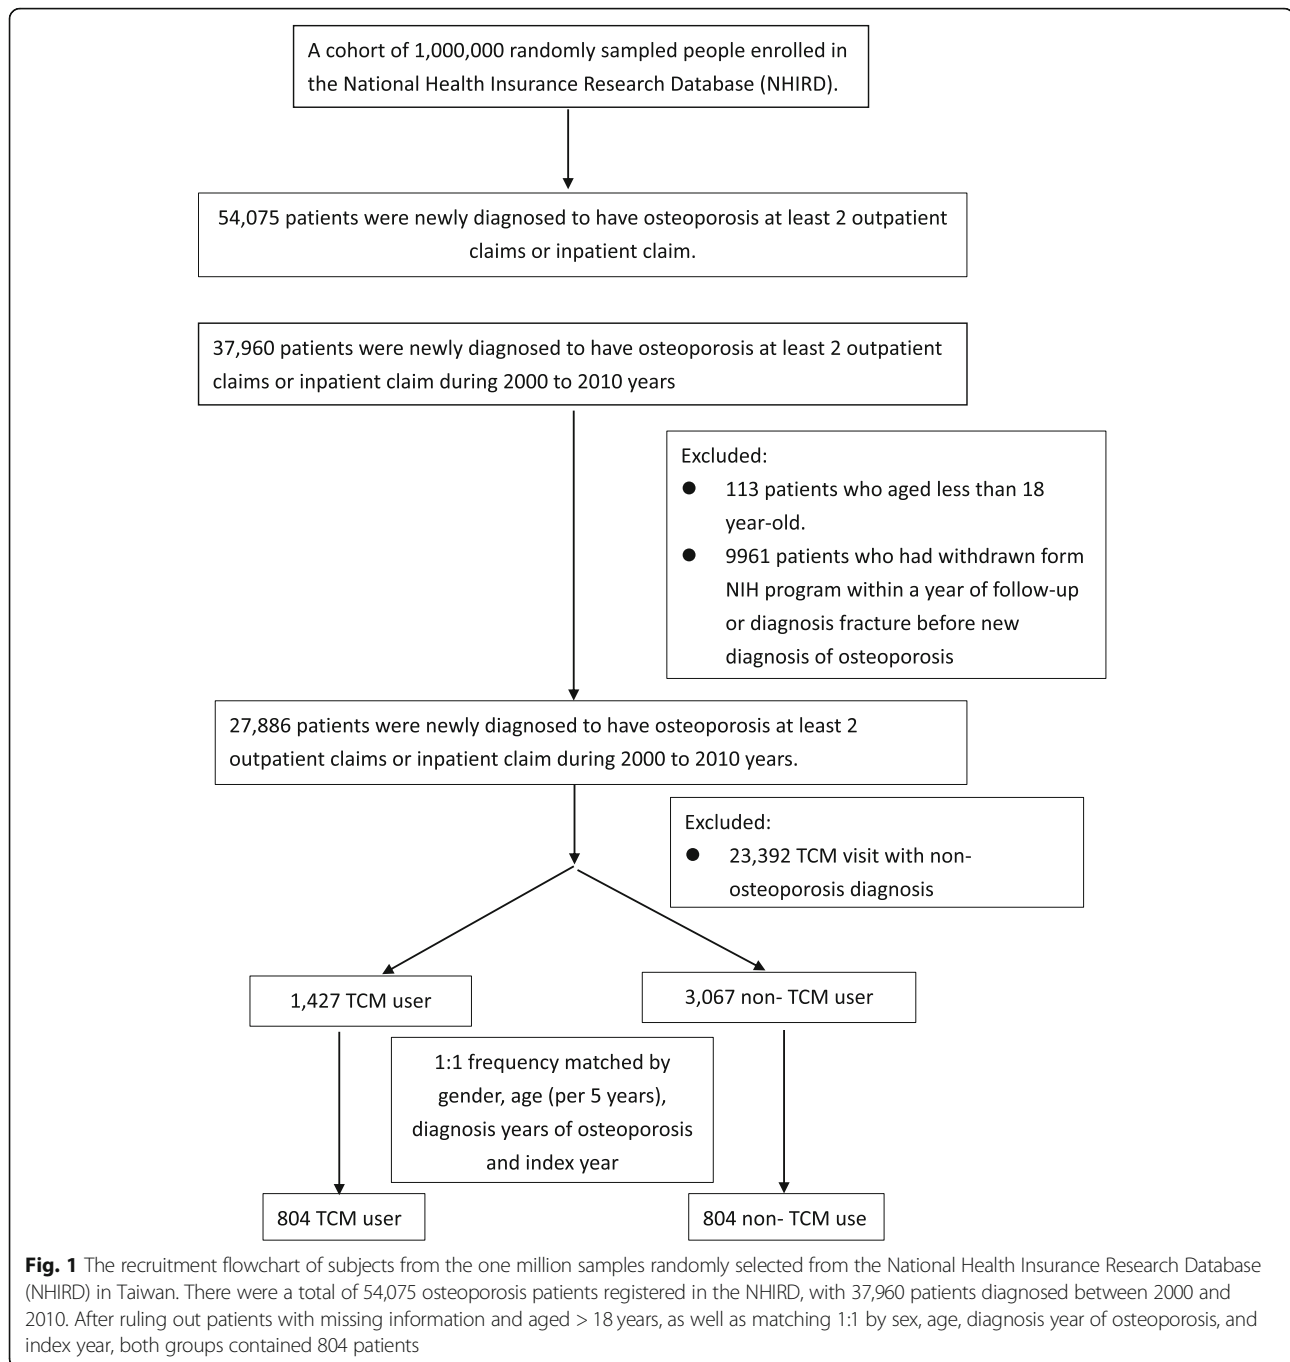 A cohort of 1,000,000 randomly sampled people enrolled in
the National Health Insurance Research Database (NHIRD).
54,075 patients were newly diagnosed to have osteoporosis at least 2 outpatient
claims or inpatient claim.
37,960 patients were newly diagnosed to have osteoporosis at least 2 outpatient
claims or inpatient claim during 2000 to 2010 years
Excluded:
● 113 patients who aged less than 18
year-old.
● 9961 patients who had withdrawn form
NIH program within a year of follow-up
or diagnosis fracture before new
diagnosis of osteoporosis
27,886 patients were newly diagnosed to have osteoporosis at least 2
outpatient claims or inpatient claim during 2000 to 2010 years.
Excluded:
● 23,392 TCM visit with non-
osteoporosis diagnosis
1,427 TCM user
3,067 non- TCM user
1:1 frequency matched by
gender, age (per 5 years),
diagnosis years of osteoporosis
and index year
804 TCM user
804 non- TCM use
Fig. 1 The recruitment flowchart of subjects from the one million samples randomly selected from the National Health Insurance Research Database
(NHIRD) in Taiwan. There were a total of 54,075 osteoporosis patients registered in the NHIRD, with 37,960 patients diagnosed between 2000 and
2010. After ruling out patients with missing information and aged > 18 years, as well as matching 1:1 by sex, age, diagnosis year of osteoporosis, and
index year, both groups contained 804 patients